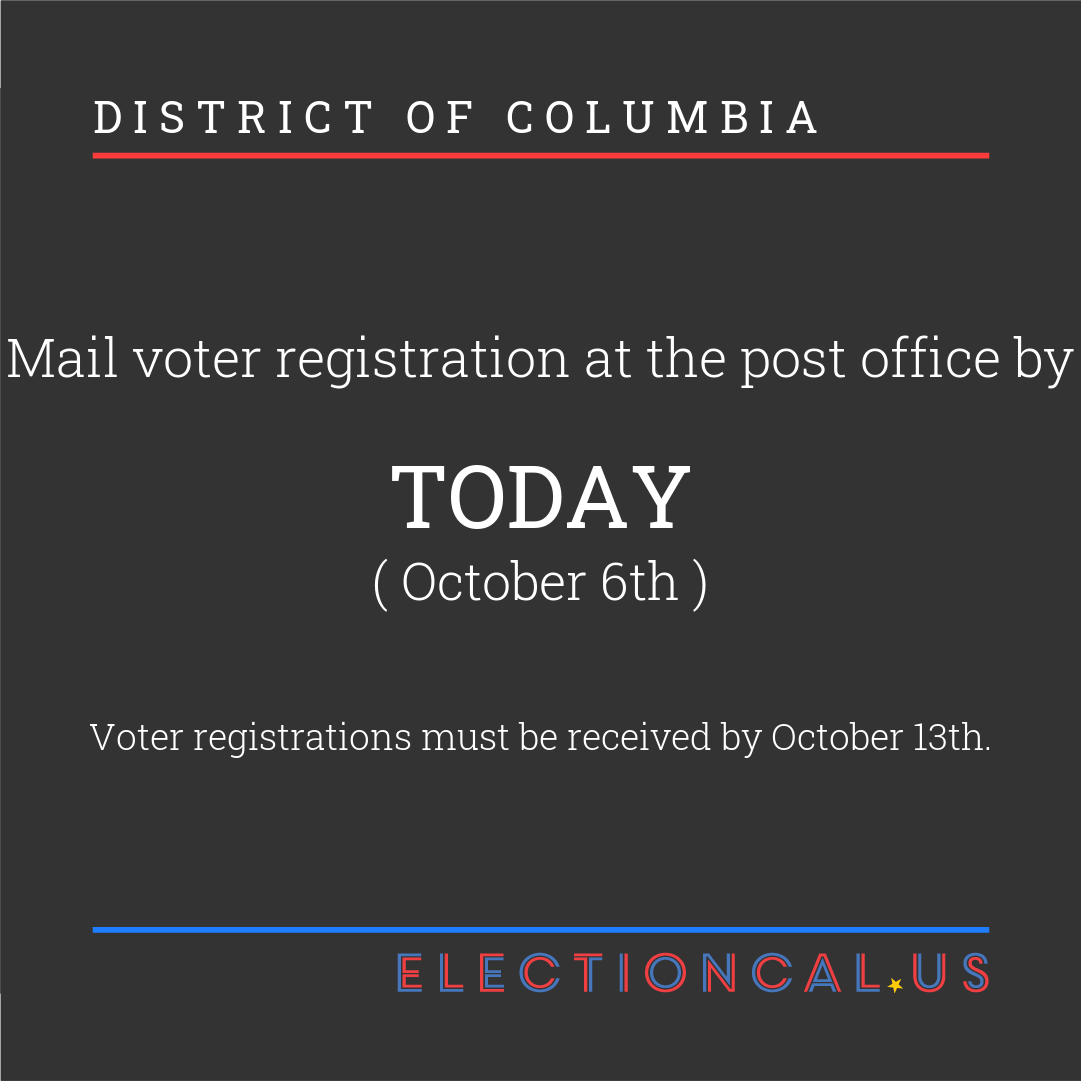 DISTRICT OF COLUMBIA
Mail voter registration at the post office by
TODAY
( October 6th )
Voter registrations must be received by October 13th.
ELECTIONCAL.US